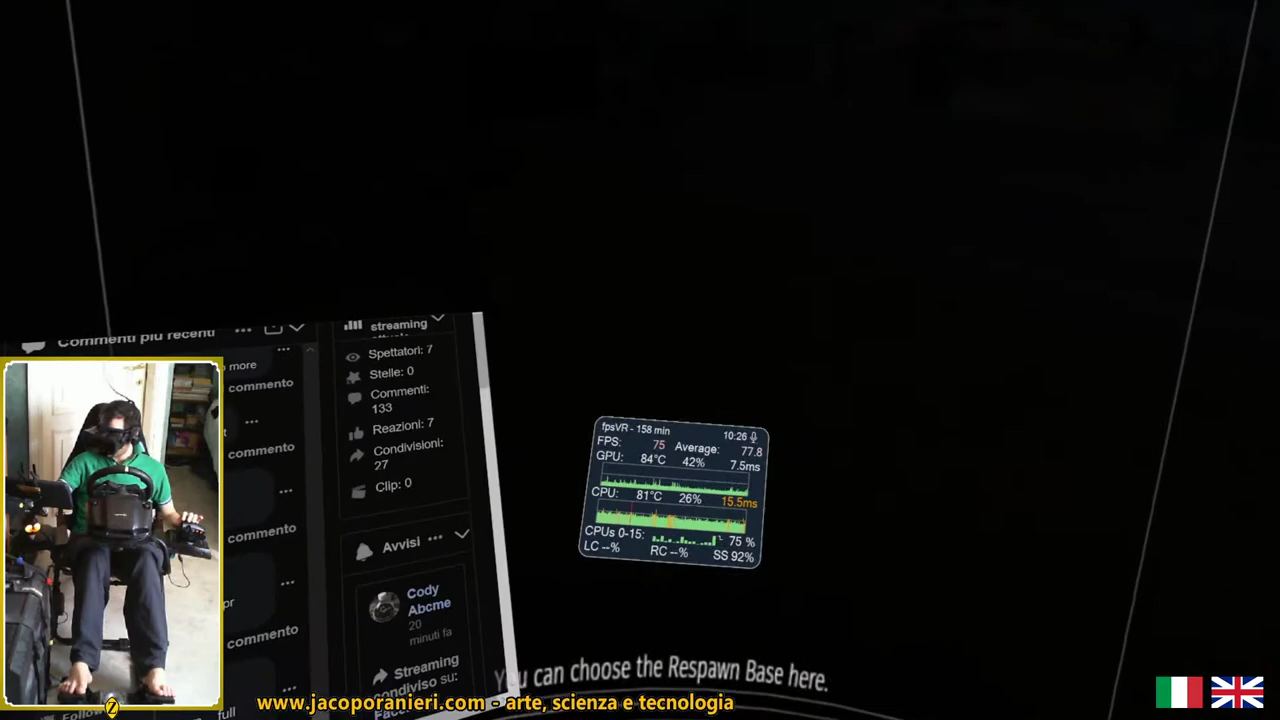 Commenti più recenti
more
commento
commento
commento
commento
full
streaming
Spettatori: 7
Stelle: 0
Commenti:
133
Reazioni: 7
Condivisioni:
27
Clip: 0
Avvisi
Cody
Abcme
20
minuti fa
Streaming
condiviso su:
fpsVR - 158 min 10:26
FPS: 75 Average: 77.8
GPU: 84°C 42% 7.5ms
CPU: 81°C 26% 15.5ms
CPUs 0-15: 75 %
LC --% RC --% SS 92%
You can choose the Respawn Base here.
www.jacoporanieri.com - arte, scienza e tecnologia